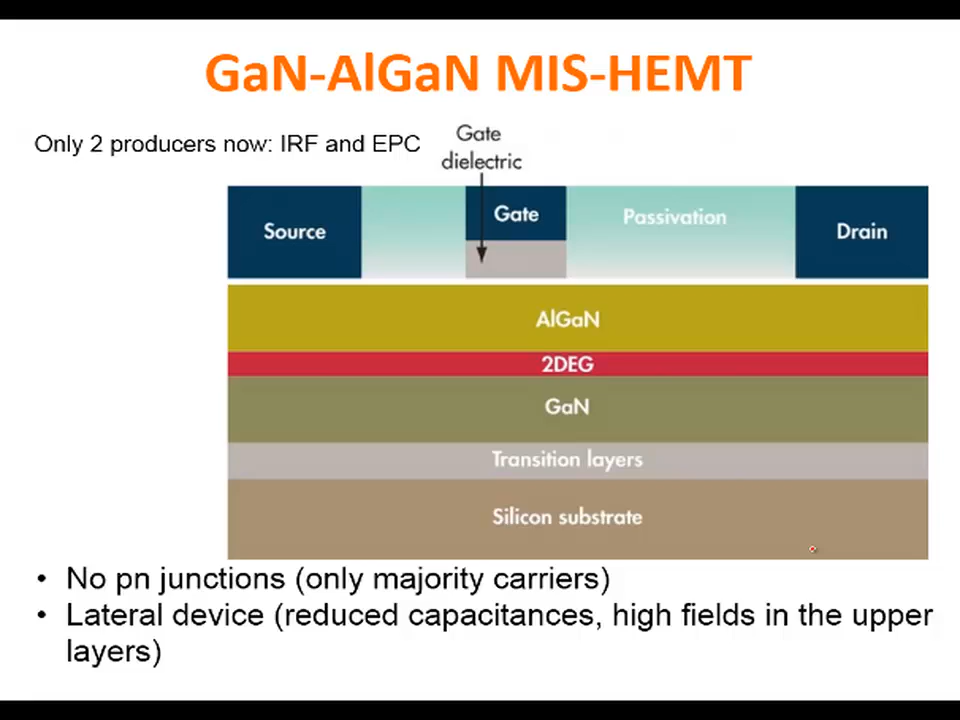 GaN-AlGaN MIS-HEMT
Only 2 producers now: IRF and EPC
Gate
dielectric
Source
Gate
Passivation
Drain
AlGaN
2DEG
GaN
Transition layers
Silicon substrate
• No pn junctions (only majority carriers)
• Lateral device (reduced capacitances, high fields in the upper
layers)